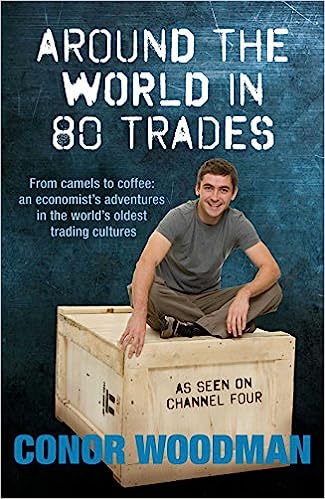 AROUND THE
WORLD IN
80 TRADES
From camels to coffee:
an economist's adventures
in the world's oldest
trading cultures
AS SEEN ON
CHANNEL FOUR
CONOR WOODMAN